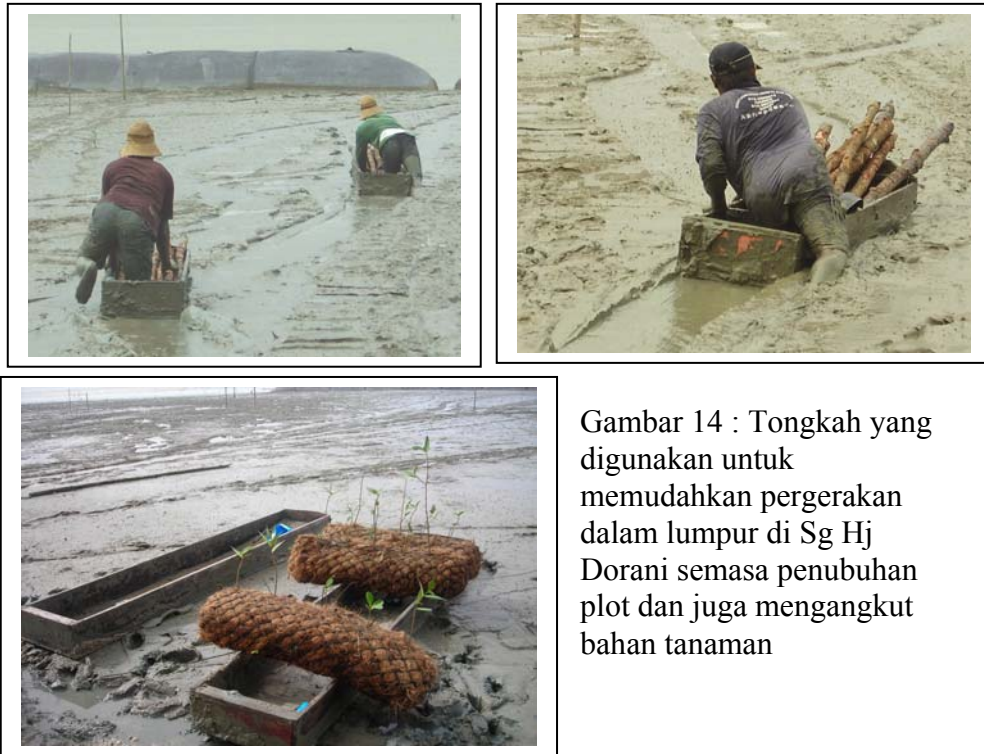 Gambar 14 : Tongkah yang
digunakan untuk
memudahkan pergerakan
dalam lumpur di Sg Hj
Dorani semasa penubuhan
plot dan juga mengangkut
bahan tanaman